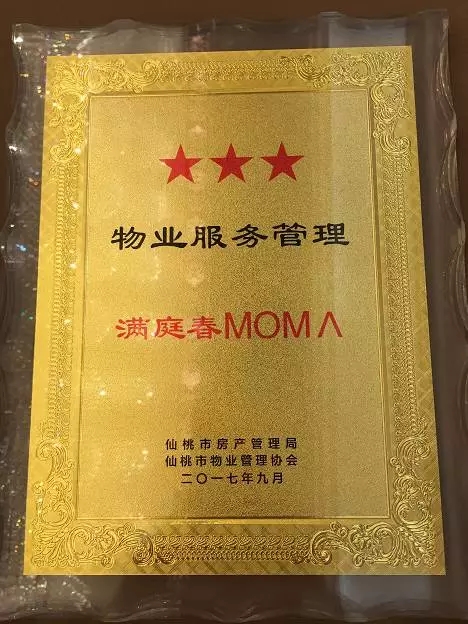 ★★★
物业服务管理
满庭春MOMΛ
仙桃市房产管理局
仙桃市物业管理协会
二〇一七年九月